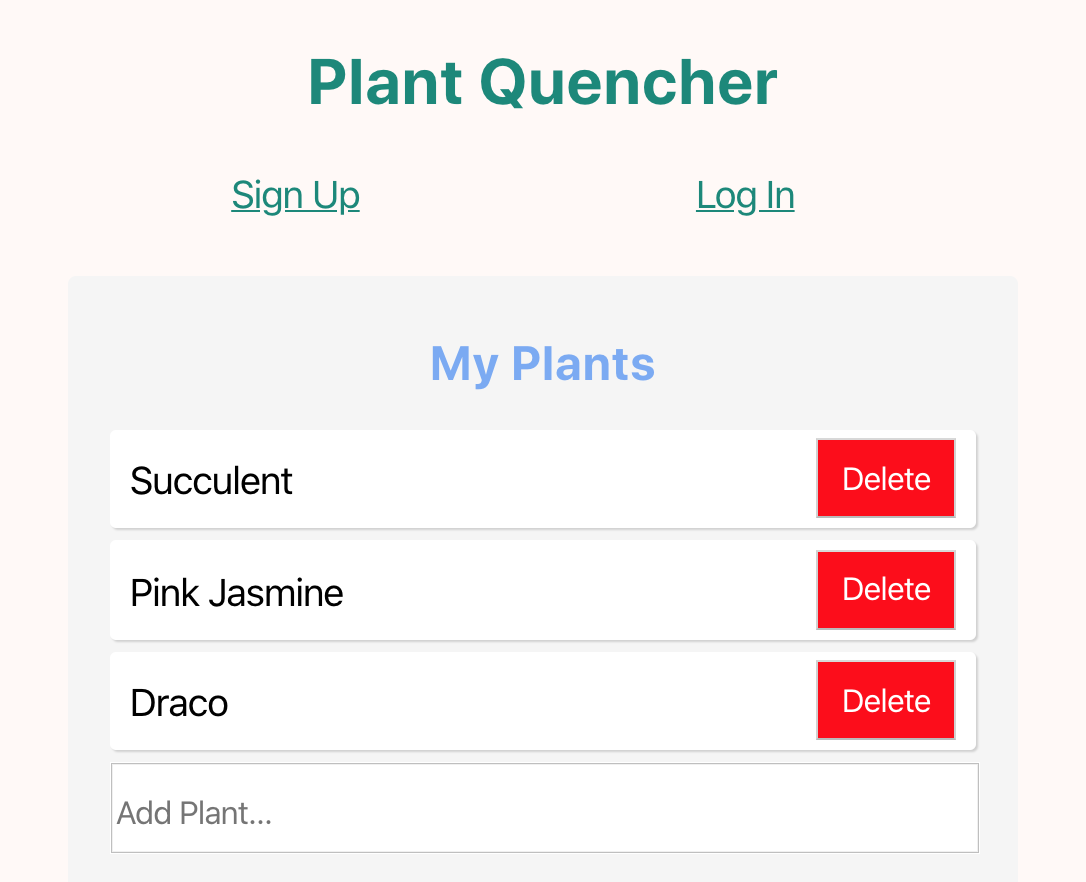 Plant Quencher
Sign Up Log In
My Plants
Succulent Delete
Pink Jasmine Delete
Draco Delete
Add Plant...